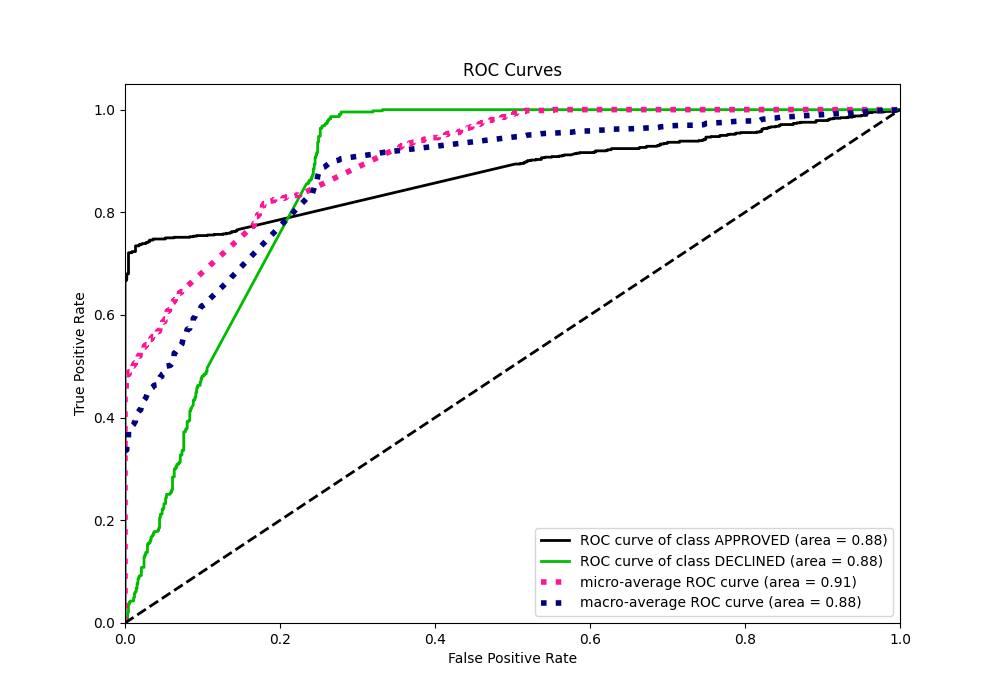 ROC Curves
True Positive Rate
1.0
0.8
0.6
0.4
0.2
0.0
ROC curve of class APPROVED (area = 0.88)
ROC curve of class DECLINED (area = 0.88)
micro-average ROC curve (area = 0.91)
macro-average ROC curve (area = 0.88)
0.0 0.2 0.4 0.6 0.8 1.0
False Positive Rate